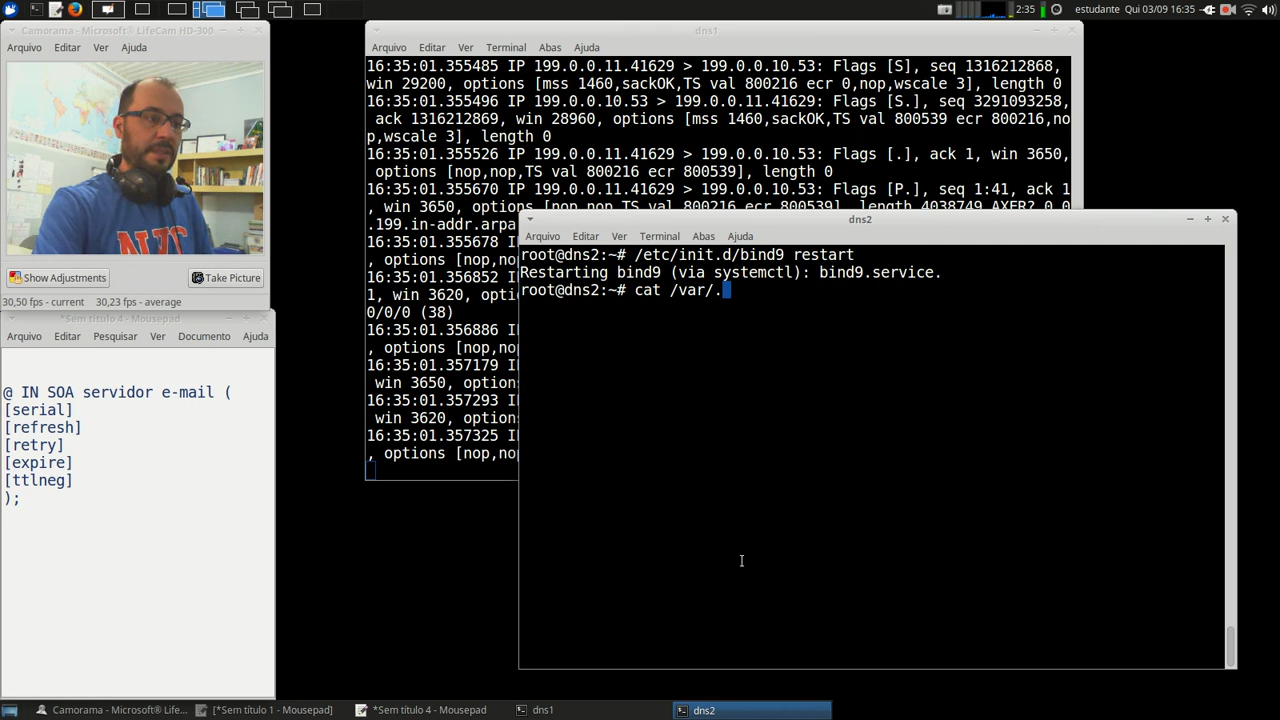 2:35 estudante Qui 03/09 16:35
Camorama - Microsoft® LifeCam HD-300
Arquivo Editar Ver Ajuda
Show Adjustments Take Picture
30,50 fps - current 30,23 fps - average
*Sem título 4 - Mousepad
Arquivo Editar Pesquisar Ver Documento Ajuda
@ IN SOA servidor e-mail (
[serial]
[refresh]
[retry]
[expire]
[ttlneg]
);
dns1
Arquivo Editar Ver Terminal Abas Ajuda
16:35:01.355485 IP 199.0.0.11.41629 > 199.0.0.10.53: Flags [S], seq 1316212868,
win 29200, options [mss 1460,sackOK,TS val 800216 ecr 0,nop,wscale 3], length 0
16:35:01.355496 IP 199.0.0.10.53 > 199.0.0.11.41629: Flags [S.], seq 3291093258,
ack 1316212869, win 28960, options [mss 1460,sackOK,TS val 800539 ecr 800216,no
p,wscale 3], length 0
16:35:01.355526 IP 199.0.0.11.41629 > 199.0.0.10.53: Flags [.], ack 1, win 3650,
options [nop,nop,TS val 800216 ecr 800539], length 0
16:35:01.355670 IP 199.0.0.11.41629 > 199.0.0.10.53: Flags [P.], seq 1:41, ack 1
, win 3650, options [nop,nop,TS val 800216 ecr 800539], length 4038749 AXFR? 0.0
.199.in-addr.arpa
16:35:01.355678 I
, options [nop,no
16:35:01.356852 I
1, win 3620, opti
0/0/0 (38)
16:35:01.356886 I
, options [nop,no
16:35:01.357179 I
win 3650, option
16:35:01.357293 I
win 3620, option
16:35:01.357325 I
, options [nop,no
dns2
Arquivo Editar Ver Terminal Abas Ajuda
root@dns2:~# /etc/init.d/bind9 restart
Restarting bind9 (via systemctl): bind9.service.
root@dns2:~# cat /var/.
Camorama - Microsoft® LifeC... [*Sem título 1 - Mousepad] *Sem título 4 - Mousepad dns1 dns2